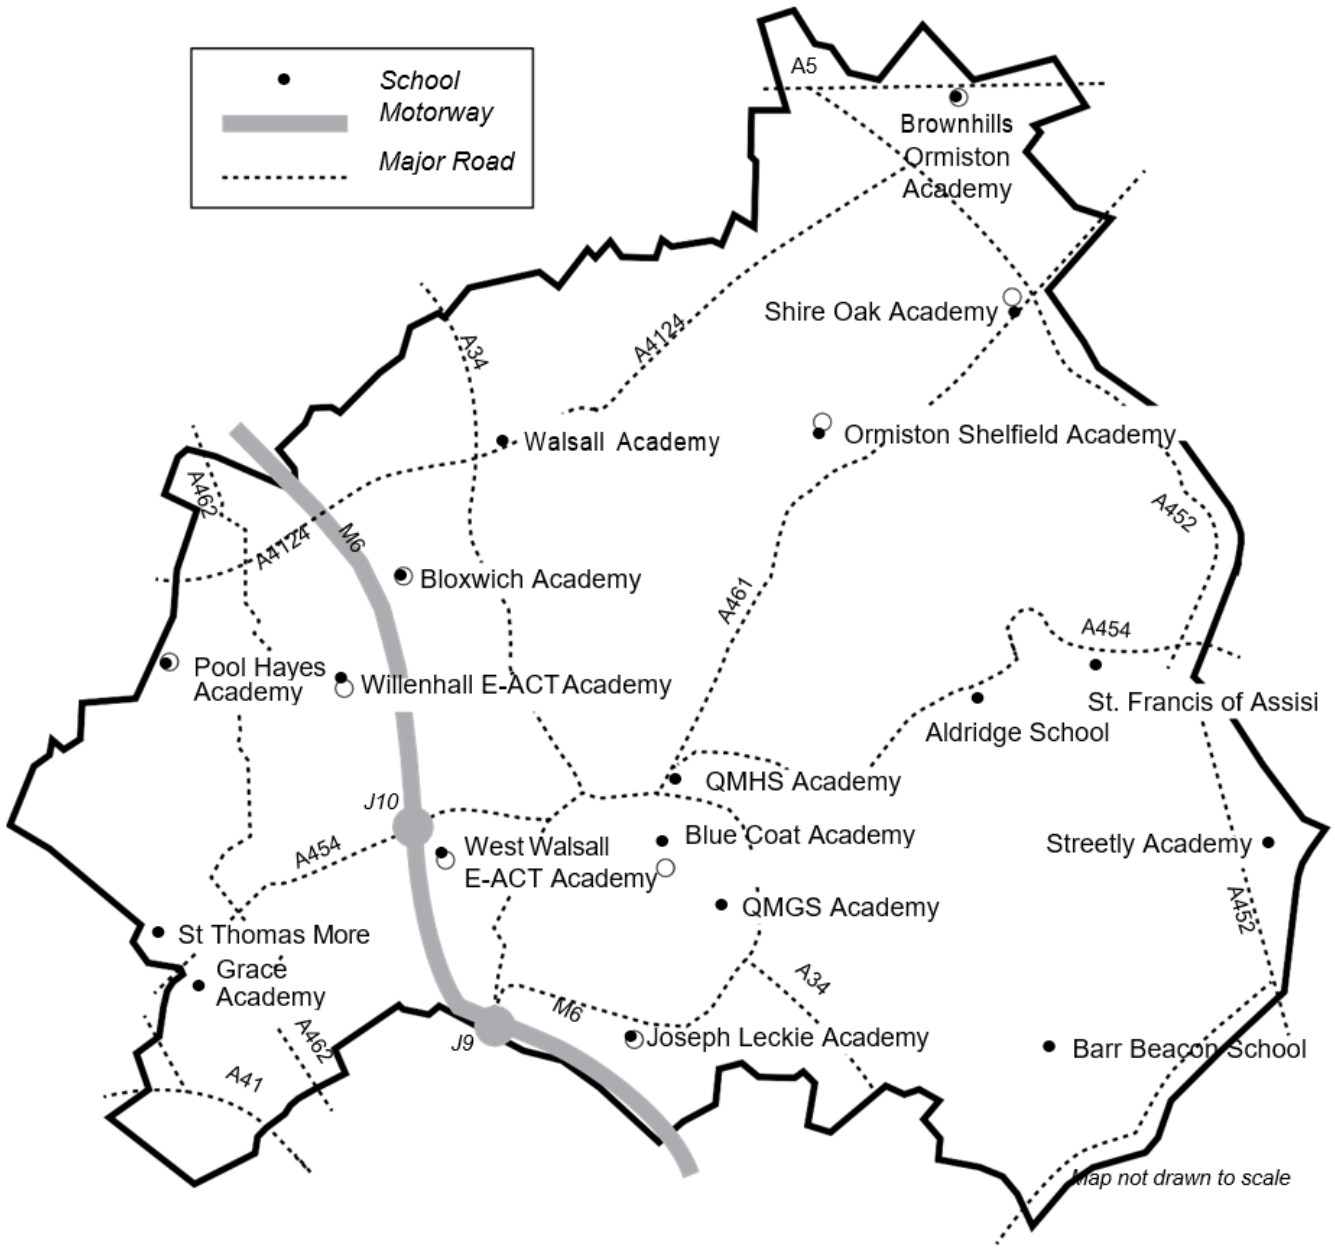 A5
School
Motorway
Major Road
Brownhills
Ormiston
Academy
Shire Oak Academy
A4124
A34
Walsall Academy
Ormiston Shelfield Academy
A462
A452
A4124
M6
Bloxwich Academy
A461
A454
Pool Hayes
Academy
Willenhall E-ACT Academy
St. Francis of Assisi
Aldridge School
QMHS Academy
J10
Blue Coat Academy
A454
West Walsall
E-ACT Academy
Streetly Academy
QMGS Academy
A452
St Thomas More
Grace
Academy
A34
M6
A462
J9
Joseph Leckie Academy
Barr Beacon School
A41
Map not drawn to scale